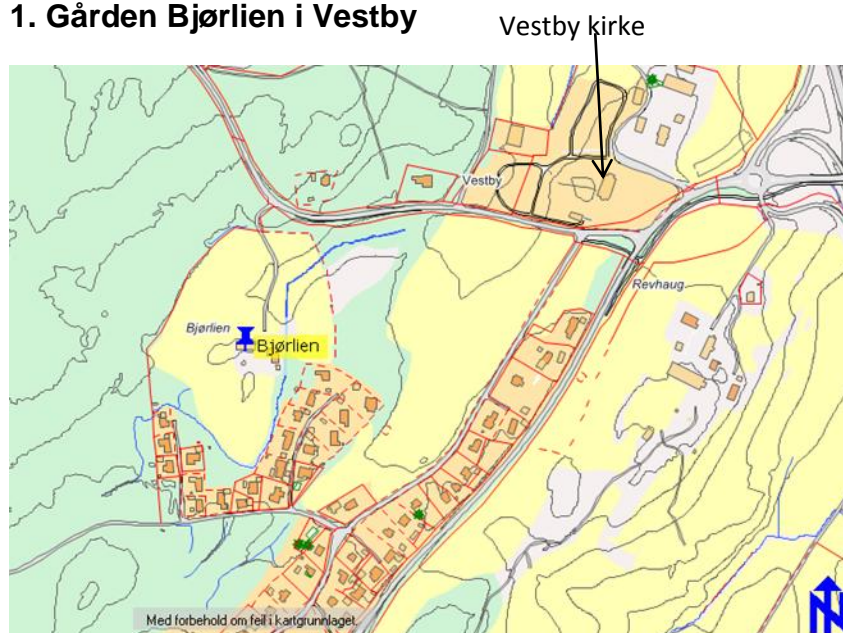 1. Gården Bjørlien i Vestby
Vestby kirke
Vestby
Revhaug
Bjørlien
Bjørlien
Med forbehold om feil i kartgrunnlaget.
N